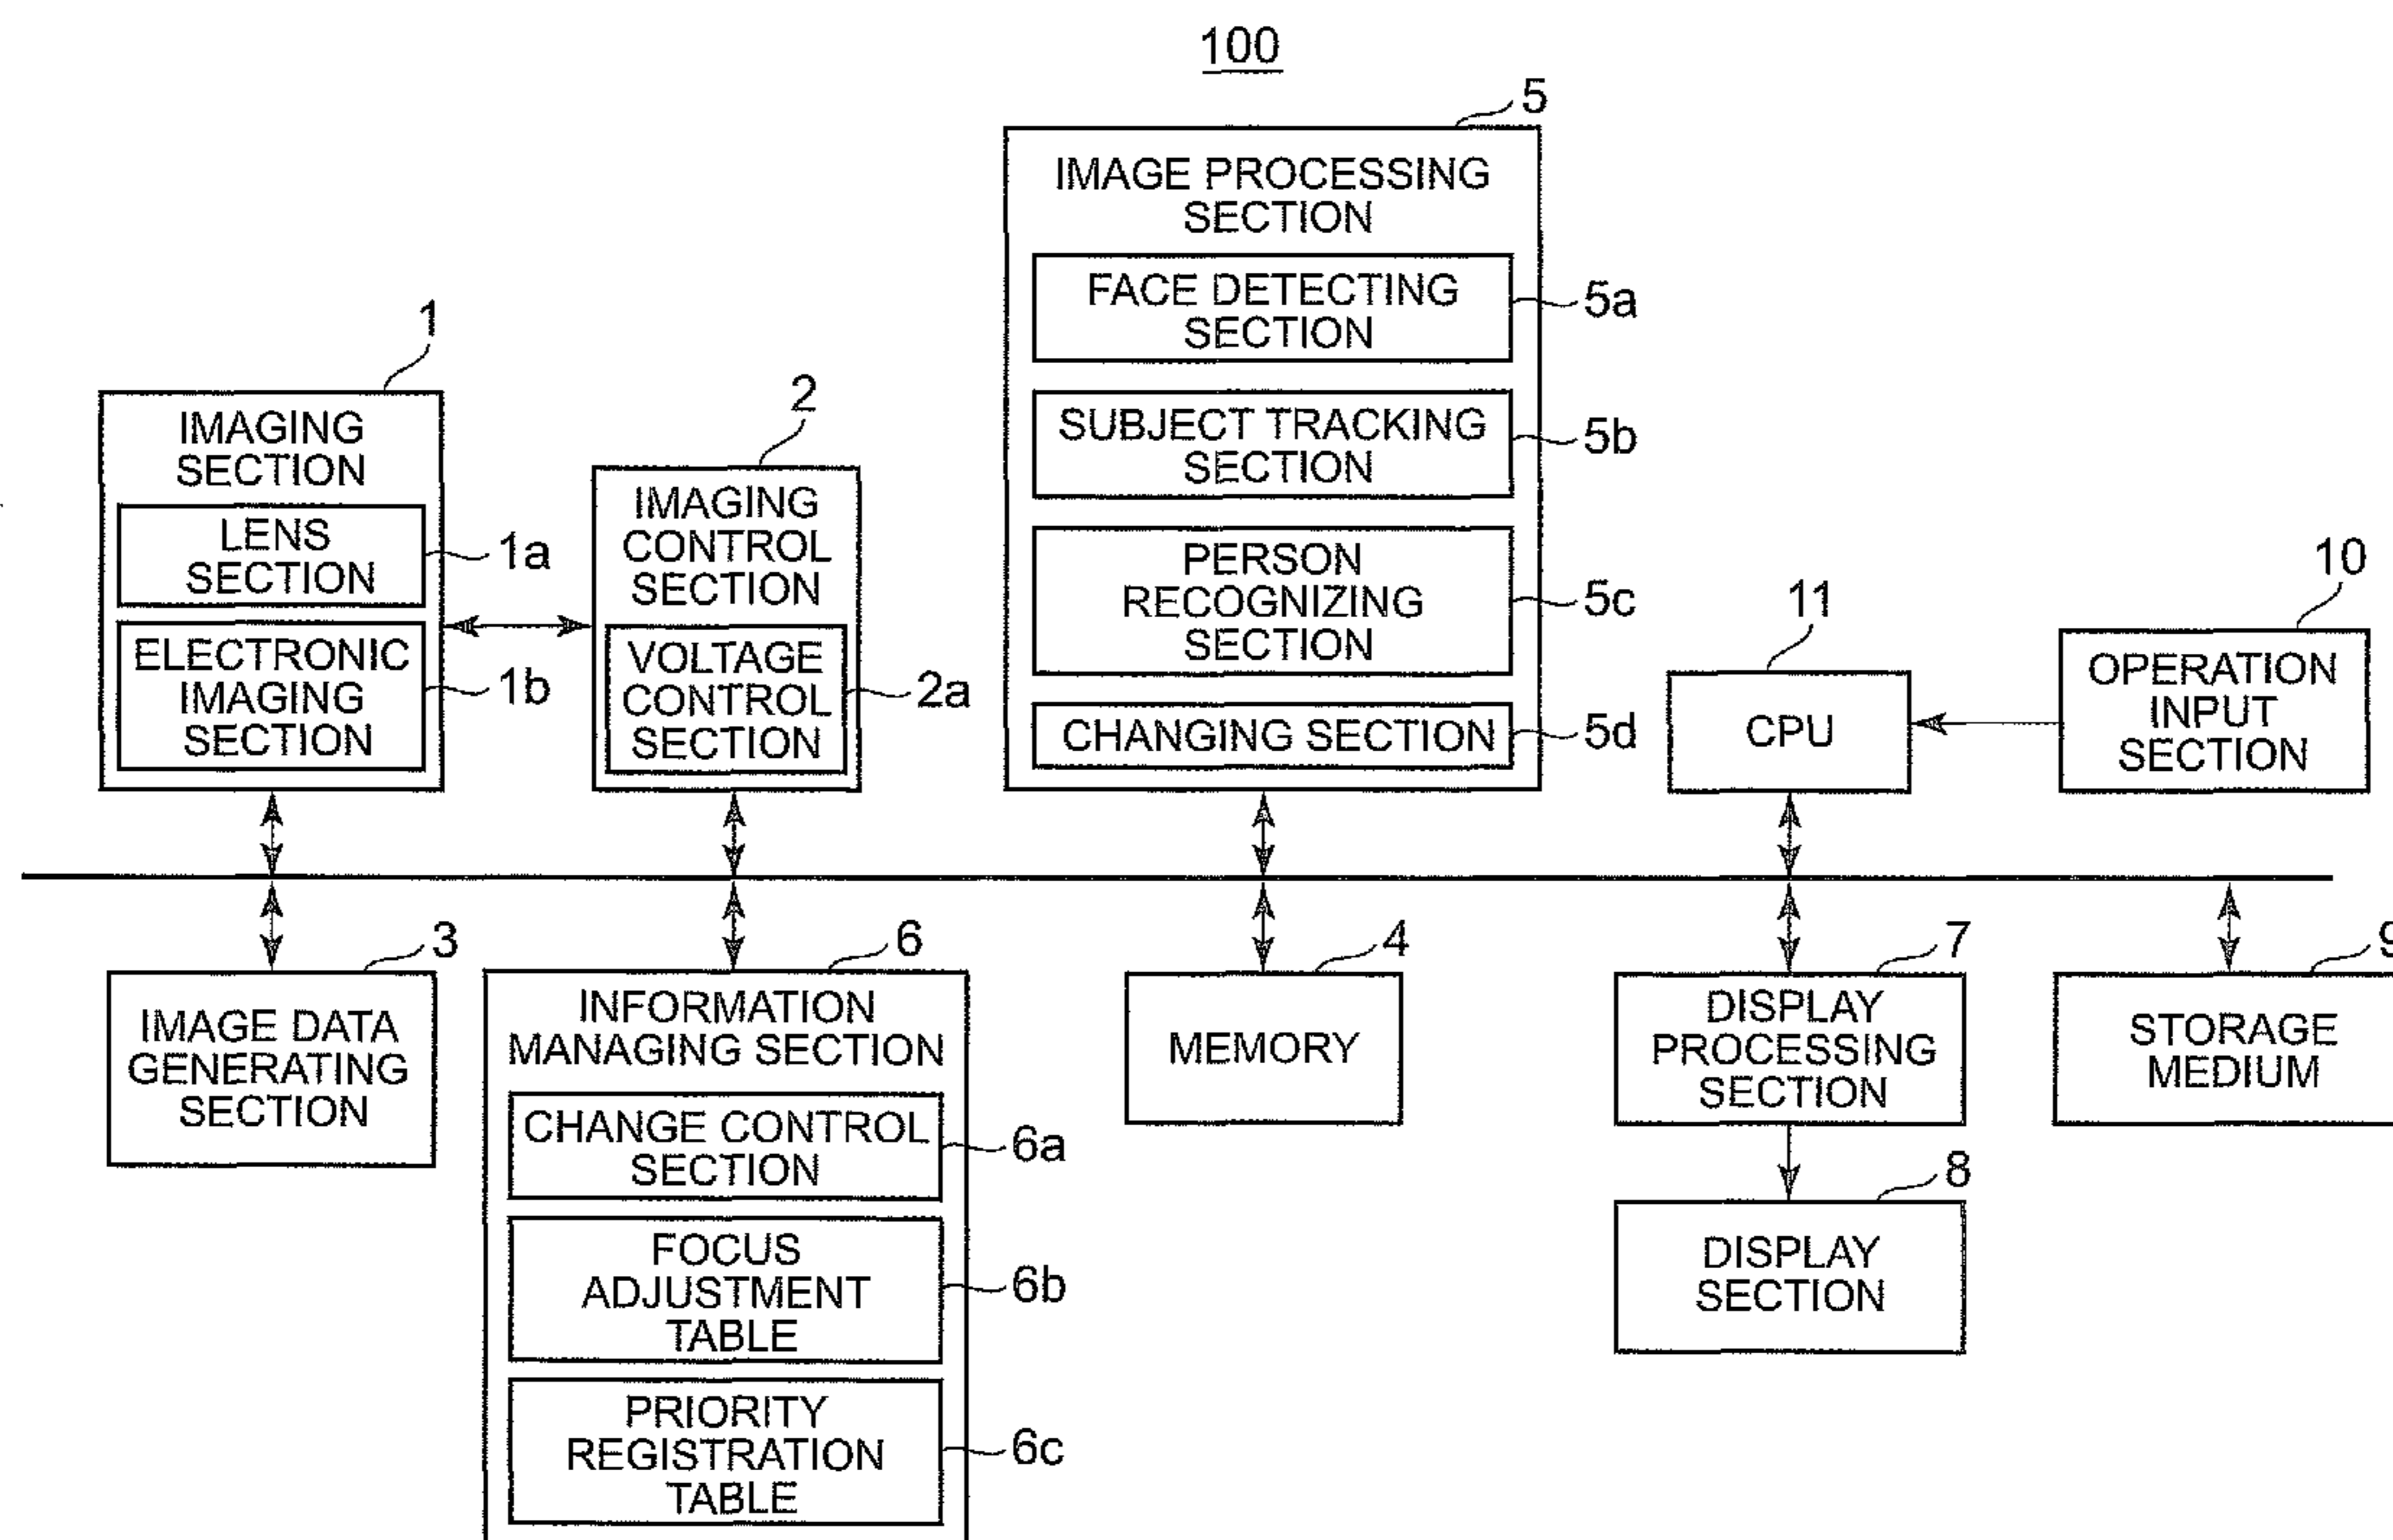 100
1
IMAGING
SECTION
LENS
SECTION
1a
ELECTRONIC
IMAGING
SECTION
1b
2
IMAGING
CONTROL
SECTION
VOLTAGE
CONTROL
SECTION
2a
5
IMAGE PROCESSING
SECTION
FACE DETECTING
SECTION
5a
SUBJECT TRACKING
SECTION
5b
PERSON
RECOGNIZING
SECTION
5c
CHANGING SECTION
5d
11
CPU
10
OPERATION
INPUT
SECTION
3
IMAGE DATA
GENERATING
SECTION
6
INFORMATION
MANAGING SECTION
CHANGE CONTROL
SECTION
6a
FOCUS
ADJUSTMENT
TABLE
6b
PRIORITY
REGISTRATION
TABLE
6c
4
MEMORY
7
DISPLAY
PROCESSING
SECTION
8
DISPLAY
SECTION
9
STORAGE
MEDIUM